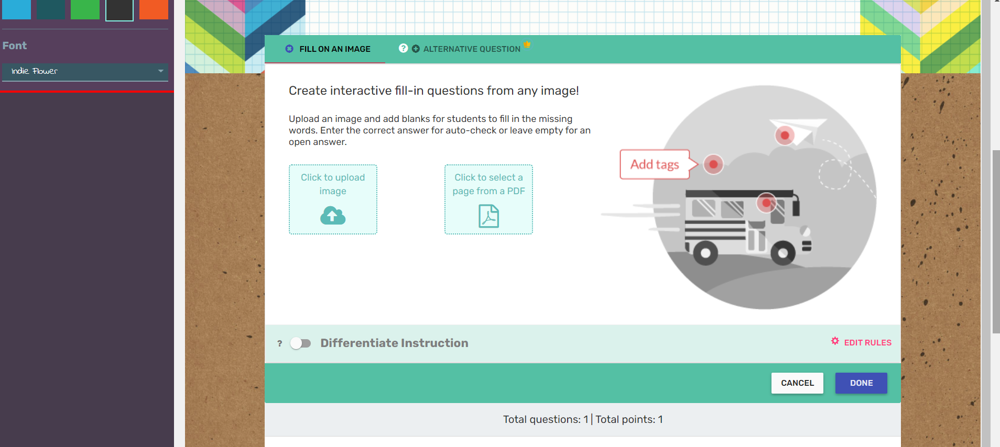 Font
Indie Flower
FILL ON AN IMAGE
? ALTERNATIVE QUESTION
Create interactive fill-in questions from any image!
Upload an image and add blanks for students to fill in the missing
words. Enter the correct answer for auto-check or leave empty for an
open answer.
Click to upload
image
Click to select a
page from a PDF
Add tags
? Differentiate Instruction
EDIT RULES
CANCEL
DONE
Total questions: 1 | Total points: 1